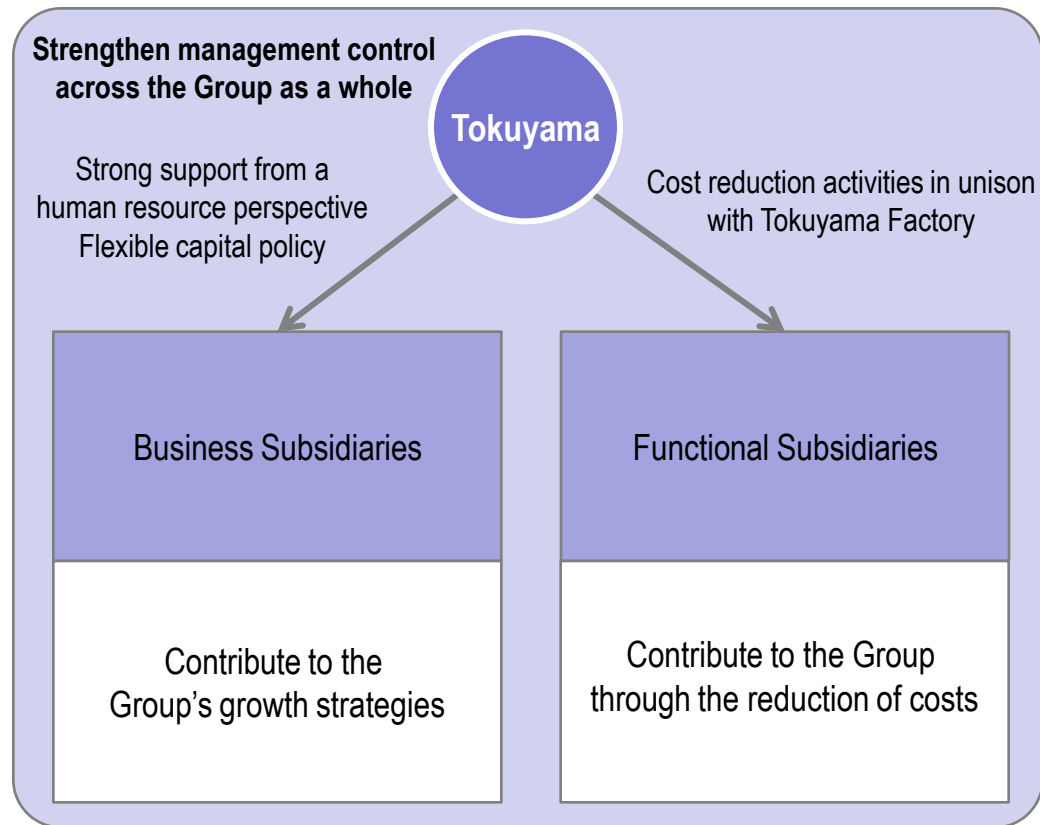 Strengthen management control
across the Group as a whole
Tokuyama
Strong support from a
human resource perspective
Flexible capital policy
Cost reduction activities in unison
with Tokuyama Factory
Business Subsidiaries
Functional Subsidiaries
Contribute to the
Group’s growth strategies
Contribute to the Group
through the reduction of costs